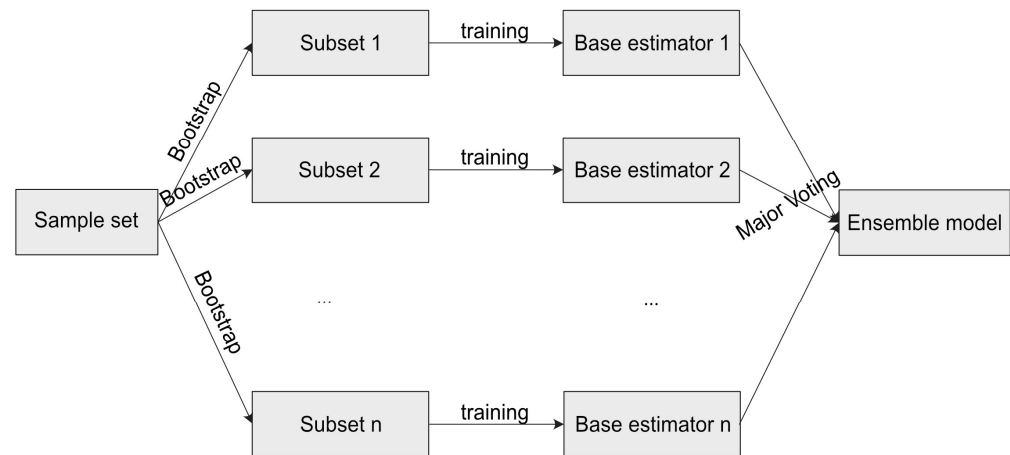 Subset 1
training
Base estimator 1
Bootstrap
Bootstrap
Subset 2
training
Base estimator 2
Major Voting
Sample set
Ensemble model
Bootstrap
...
...
Subset n
training
Base estimator n